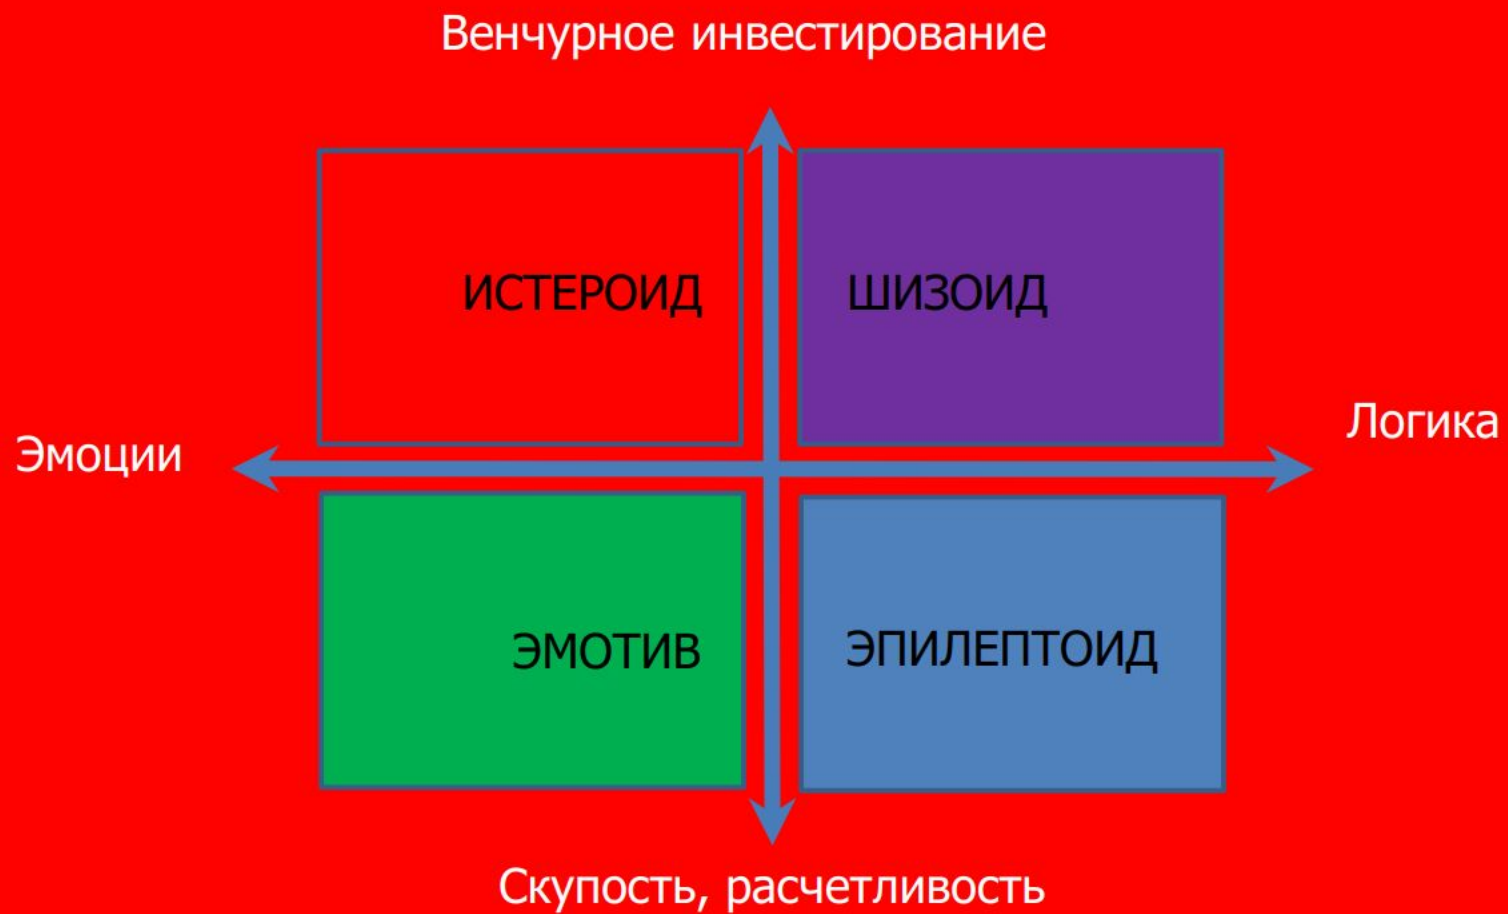 Венчурное инвестирование
ИСТЕРОИД
ШИЗОИД
Эмоции
Логика
ЭМОТИВ
ЭПИЛЕПТОИД
Скупость, расчетливость